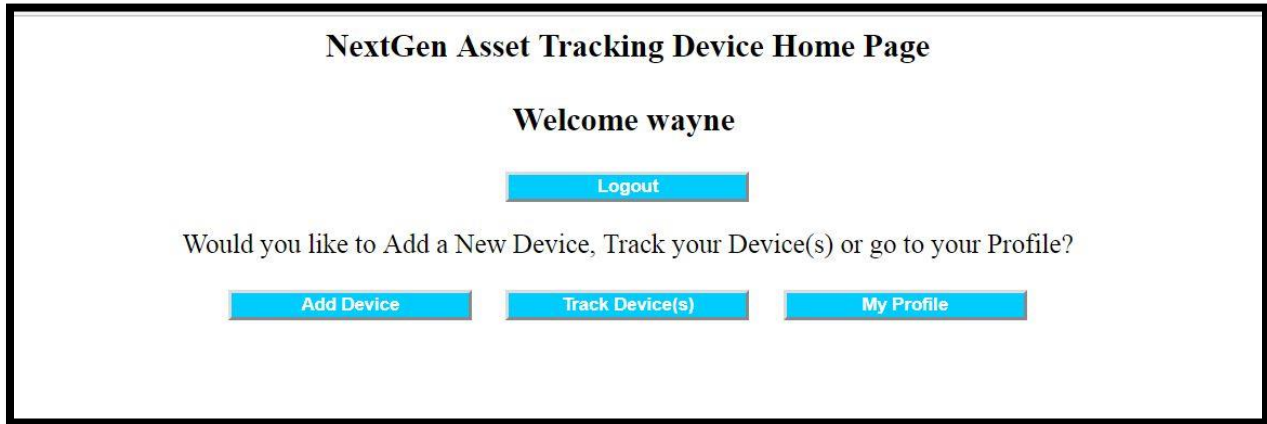 NextGen Asset Tracking Device Home Page
Welcome wayne
Logout
Would you like to Add a New Device, Track your Device(s) or go to your Profile?
Add Device Track Device(s) My Profile